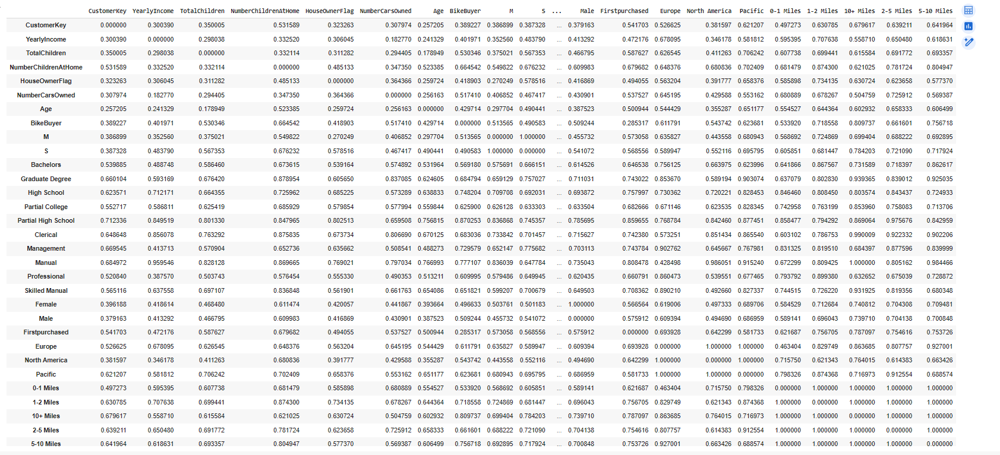 CustomerKey YearlyIncome TotalChildren NumberChildrenAtHome HouseOwnerFlag NumberCarsOwned Age BikeBuyer M S ... Male Firstpurchased Europe North America Pacific 0-1 Miles 1-2 Miles 10+ Miles 2-5 Miles 5-10 Miles
CustomerKey 0.000000 0.300390 0.350005 0.531589 0.323263 0.307974 0.257205 0.389227 0.386899 0.387328 ... 0.379163 0.541703 0.526625 0.381597 0.621207 0.497273 0.630785 0.679617 0.639211 0.641964
YearlyIncome 0.300390 0.000000 0.298038 0.332520 0.306045 0.182770 0.241329 0.401971 0.352560 0.483790 ... 0.413292 0.472176 0.678095 0.346178 0.581812 0.595395 0.707638 0.558710 0.650480 0.618631
TotalChildren 0.350005 0.298038 0.000000 0.332114 0.311282 0.294405 0.178949 0.530346 0.375021 0.567353 ... 0.466795 0.587627 0.626545 0.411263 0.706242 0.607738 0.699441 0.615584 0.691772 0.693357
NumberChildrenAtHome 0.531589 0.332520 0.332114 0.000000 0.485133 0.347350 0.523385 0.664542 0.549822 0.676232 ... 0.609983 0.679682 0.648376 0.680836 0.702409 0.681479 0.874300 0.621025 0.781724 0.804947
HouseOwnerFlag 0.323263 0.306045 0.311282 0.485133 0.000000 0.364366 0.259724 0.418903 0.270249 0.578516 ... 0.416869 0.494055 0.563204 0.391777 0.658376 0.585898 0.734135 0.630724 0.623658 0.577370
NumberCarsOwned 0.307974 0.182770 0.294405 0.347350 0.364366 0.000000 0.256163 0.517410 0.406852 0.467417 ... 0.430901 0.537527 0.645195 0.429588 0.553162 0.680889 0.678267 0.504759 0.725912 0.569387
Age 0.257205 0.241329 0.178949 0.523385 0.259724 0.256163 0.000000 0.429714 0.297704 0.490441 ... 0.387523 0.500944 0.544429 0.355287 0.651177 0.554527 0.644364 0.602932 0.658333 0.606499
BikeBuyer 0.389227 0.401971 0.530346 0.664542 0.418903 0.517410 0.429714 0.000000 0.513565 0.490583 ... 0.509244 0.285317 0.611791 0.543742 0.623681 0.533920 0.718558 0.809737 0.661601 0.756718
M 0.386899 0.352560 0.375021 0.549822 0.270249 0.406852 0.297704 0.513565 0.000000 1.000000 ... 0.455732 0.573058 0.635827 0.443558 0.680943 0.568692 0.724869 0.699404 0.688222 0.692895
S 0.387328 0.483790 0.567353 0.676232 0.578516 0.467417 0.490441 0.490583 1.000000 0.000000 ... 0.541072 0.568556 0.589947 0.552116 0.695795 0.605851 0.681447 0.784203 0.721090 0.717924
Bachelors 0.539885 0.488748 0.586460 0.673615 0.539164 0.574892 0.531964 0.569180 0.575691 0.666151 ... 0.614526 0.646538 0.756125 0.663975 0.623996 0.641866 0.867567 0.731589 0.718397 0.862617
Graduate Degree 0.660104 0.593169 0.676420 0.878954 0.605650 0.837085 0.624605 0.684794 0.659129 0.757027 ... 0.711031 0.743022 0.853670 0.589194 0.903074 0.637079 0.802830 0.939365 0.839012 0.925035
High School 0.623571 0.712171 0.664355 0.725962 0.685225 0.573289 0.638833 0.748204 0.709708 0.692031 ... 0.693872 0.757997 0.730362 0.720221 0.828453 0.846460 0.808450 0.803574 0.843437 0.724933
Partial College 0.552717 0.586811 0.625419 0.685929 0.579854 0.577994 0.559844 0.625900 0.626128 0.633303 ... 0.633504 0.682666 0.671146 0.623535 0.828345 0.742958 0.763199 0.853960 0.758083 0.713706
Partial High School 0.712336 0.849519 0.801330 0.847965 0.802513 0.659508 0.756815 0.870253 0.836868 0.745357 ... 0.785695 0.859655 0.768784 0.842460 0.877451 0.858477 0.794292 0.869064 0.975676 0.842959
Clerical 0.648648 0.856078 0.763292 0.875835 0.673734 0.806690 0.670125 0.683036 0.733842 0.701457 ... 0.715627 0.742380 0.573251 0.851434 0.865540 0.603102 0.786753 0.990009 0.922332 0.902206
Management 0.669545 0.413713 0.570904 0.652736 0.635662 0.508541 0.488273 0.729579 0.652147 0.775682 ... 0.703113 0.743784 0.902762 0.645667 0.767981 0.831325 0.819510 0.684397 0.877596 0.839999
Manual 0.684972 0.959546 0.828128 0.869665 0.769021 0.797034 0.766993 0.777107 0.836039 0.647784 ... 0.735043 0.808478 0.428498 0.986051 0.915240 0.672299 0.809425 1.000000 0.805162 0.984466
Professional 0.520840 0.387570 0.503743 0.576454 0.555330 0.490353 0.513211 0.609995 0.579486 0.649945 ... 0.620435 0.660791 0.860473 0.539551 0.677465 0.793792 0.899380 0.632652 0.675039 0.728872
Skilled Manual 0.565116 0.637558 0.697107 0.836848 0.561901 0.661763 0.654086 0.651821 0.599207 0.700679 ... 0.649503 0.708362 0.890210 0.492660 0.827337 0.744515 0.726220 0.931925 0.819356 0.680348
Female 0.396188 0.418614 0.468480 0.611474 0.420057 0.441867 0.393664 0.496633 0.503761 0.501183 ... 1.000000 0.566564 0.619006 0.497333 0.689706 0.584529 0.712684 0.740812 0.704308 0.709481
Male 0.379163 0.413292 0.466795 0.609983 0.416869 0.430901 0.387523 0.509244 0.455732 0.541072 ... 0.000000 0.575912 0.609394 0.494690 0.686959 0.589141 0.696043 0.739710 0.704138 0.700848
Firstpurchased 0.541703 0.472176 0.587627 0.679682 0.494055 0.537527 0.500944 0.285317 0.573058 0.568556 ... 0.575912 0.000000 0.693928 0.642299 0.581733 0.621687 0.756705 0.787097 0.754616 0.753726
Europe 0.526625 0.678095 0.626545 0.648376 0.563204 0.645195 0.544429 0.611791 0.635827 0.589947 ... 0.609394 0.693928 0.000000 1.000000 1.000000 0.463404 0.829749 0.863685 0.807757 0.927001
North America 0.381597 0.346178 0.411263 0.680836 0.391777 0.429588 0.355287 0.543742 0.443558 0.552116 ... 0.494690 0.642299 1.000000 0.000000 1.000000 0.715750 0.621343 0.764015 0.614383 0.663426
Pacific 0.621207 0.581812 0.706242 0.702409 0.658376 0.553162 0.651177 0.623681 0.680943 0.695795 ... 0.686959 0.581733 1.000000 1.000000 0.000000 0.798326 0.874368 0.716973 0.912554 0.688574
0-1 Miles 0.497273 0.595395 0.607738 0.681479 0.585898 0.680889 0.554527 0.533920 0.568692 0.605851 ... 0.589141 0.621687 0.463404 0.715750 0.798326 0.000000 1.000000 1.000000 1.000000 1.000000
1-2 Miles 0.630785 0.707638 0.699441 0.874300 0.734135 0.678267 0.644364 0.718558 0.724869 0.681447 ... 0.696043 0.756705 0.829749 0.621343 0.874368 1.000000 0.000000 1.000000 1.000000 1.000000
10+ Miles 0.679617 0.558710 0.615584 0.621025 0.630724 0.504759 0.602932 0.809737 0.699404 0.784203 ... 0.739710 0.787097 0.863685 0.764015 0.716973 1.000000 1.000000 0.000000 1.000000 1.000000
2-5 Miles 0.639211 0.650480 0.691772 0.781724 0.623658 0.725912 0.658333 0.661601 0.688222 0.721090 ... 0.704138 0.754616 0.807757 0.614383 0.912554 1.000000 1.000000 1.000000 0.000000 1.000000
5-10 Miles 0.641964 0.618631 0.693357 0.804947 0.577370 0.569387 0.606499 0.756718 0.692895 0.717924 ... 0.700848 0.753726 0.927001 0.663426 0.688574 1.000000 1.000000 1.000000 1.000000 0.000000